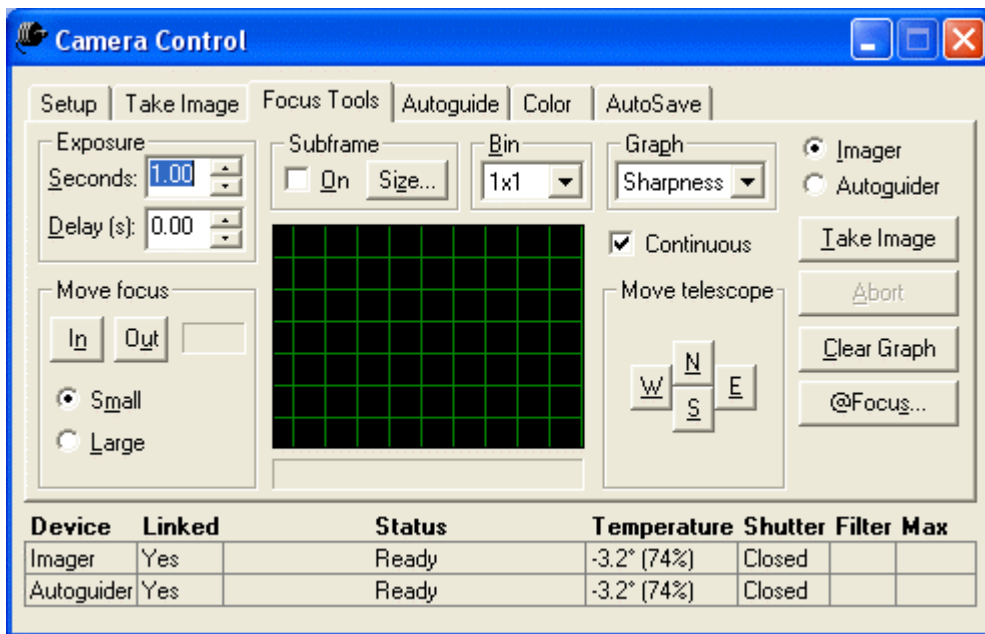 Camera Control
Setup Take Image Focus Tools Autoguide Color AutoSave
Exposure
Seconds: 1.00
Delay (s): 0.00
Subframe
On Size...
Bin
1x1
Graph
Sharpness
Imager
Autoguider
Continuous
Take Image
Abort
Clear Graph
@Focus...
Move focus
In Out
Small
Large
Move telescope
N
W E
S
Device Linked Status Temperature Shutter Filter Max
Imager Yes Ready -3.2° (74%) Closed
Autoguider Yes Ready -3.2° (74%) Closed